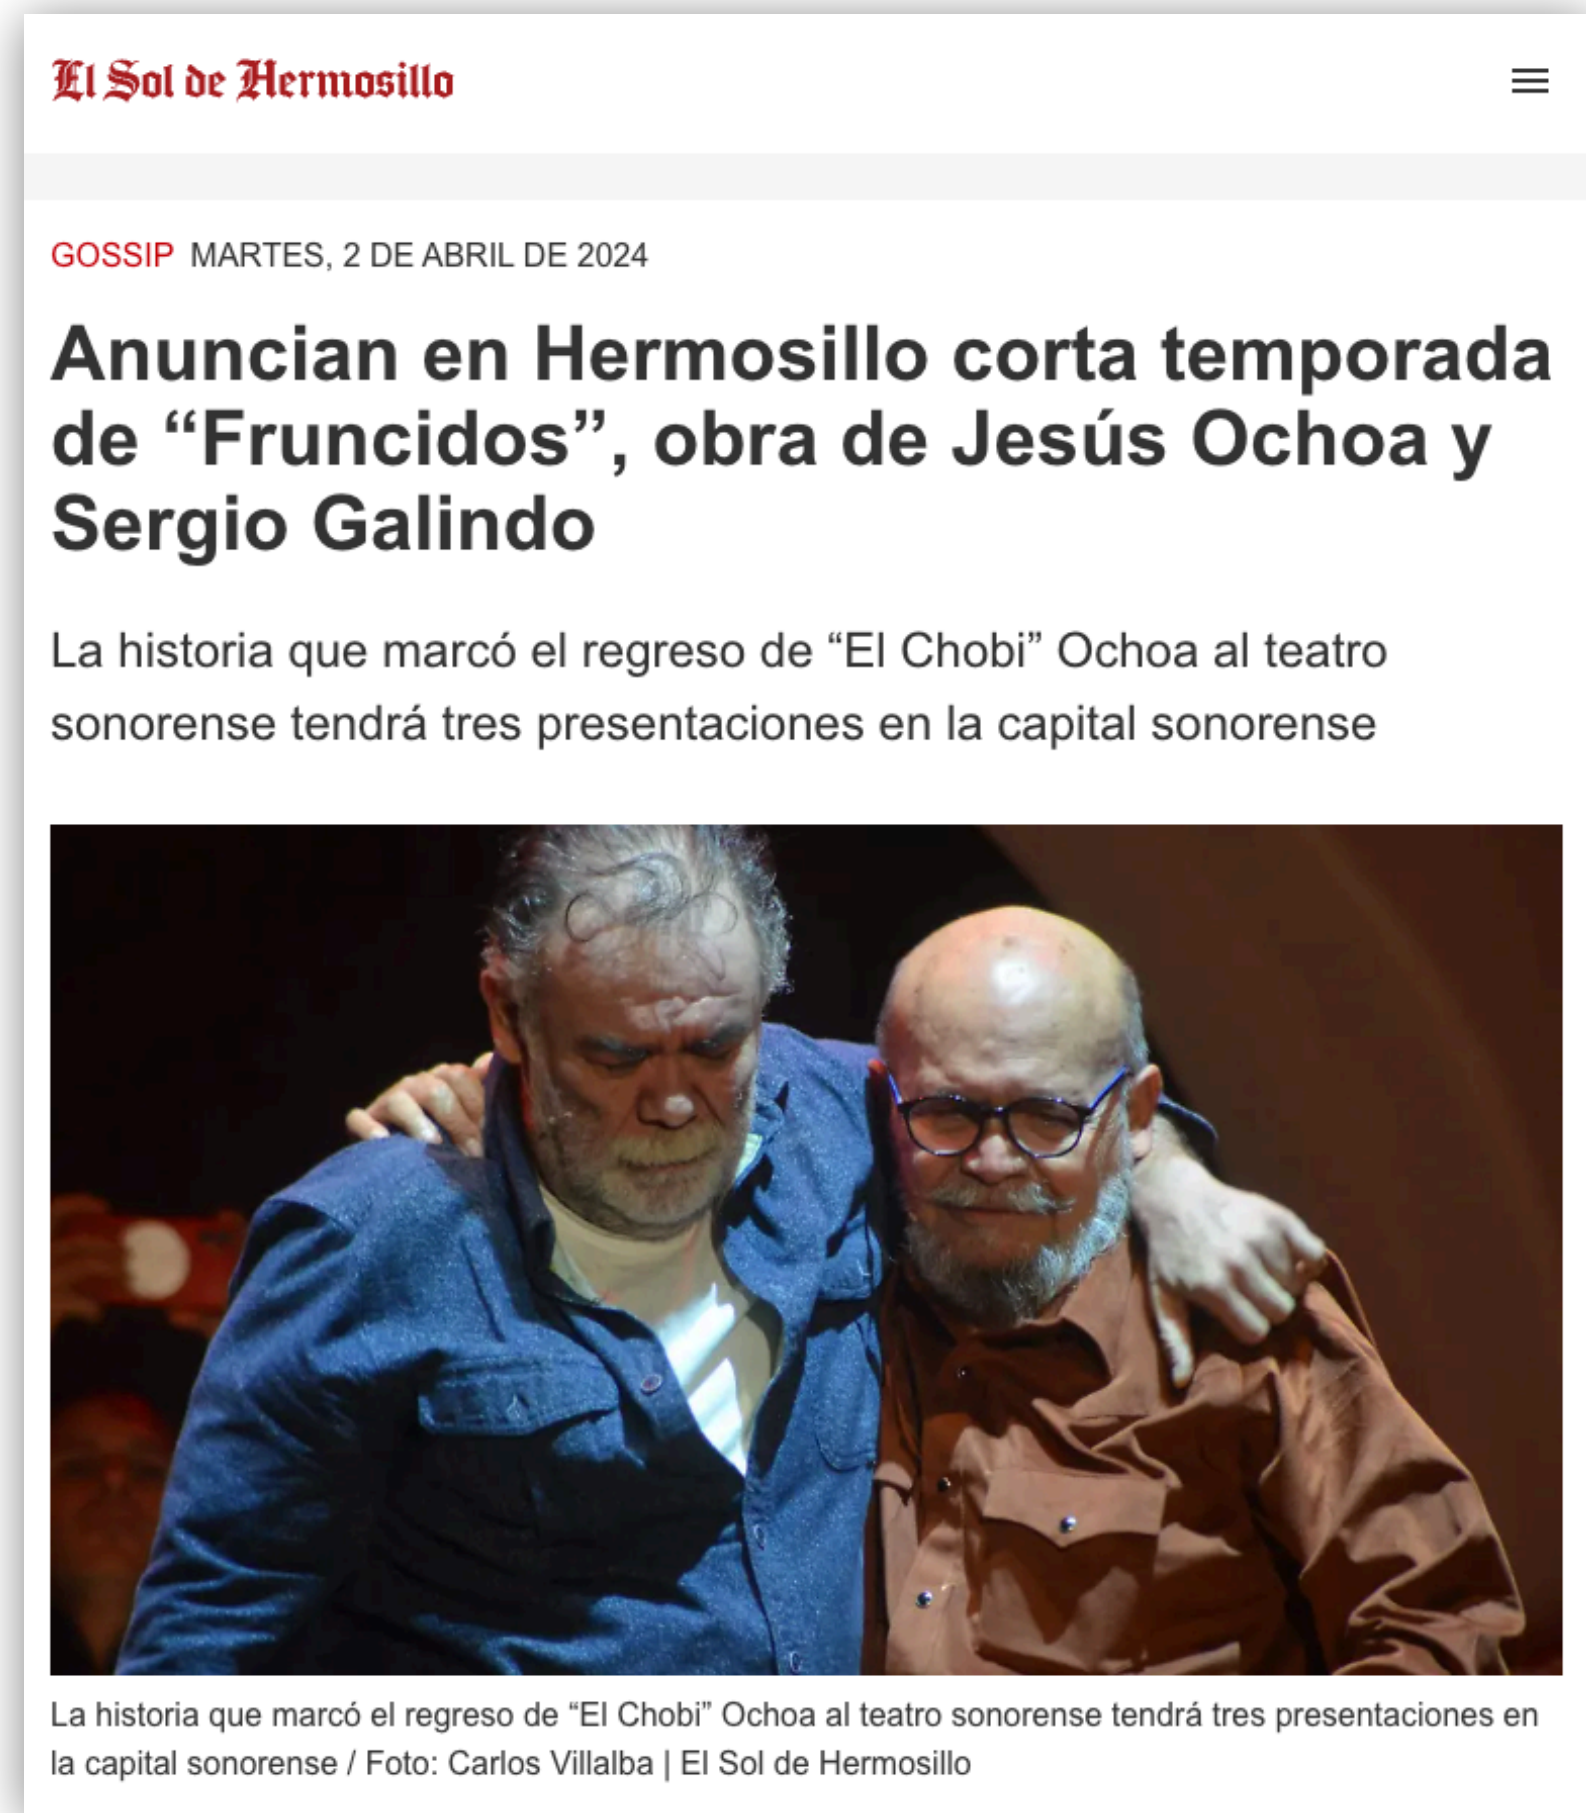 El Sol de Hermosillo
GOSSIP MARTES, 2 DE ABRIL DE 2024
Anuncian en Hermosillo corta temporada
de “Fruncidos”, obra de Jesús Ochoa y
Sergio Galindo
La historia que marcó el regreso de “El Chobi” Ochoa al teatro
sonorense tendrá tres presentaciones en la capital sonorense
La historia que marcó el regreso de “El Chobi” Ochoa al teatro sonorense tendrá tres presentaciones en
la capital sonorense / Foto: Carlos Villalba | El Sol de Hermosillo